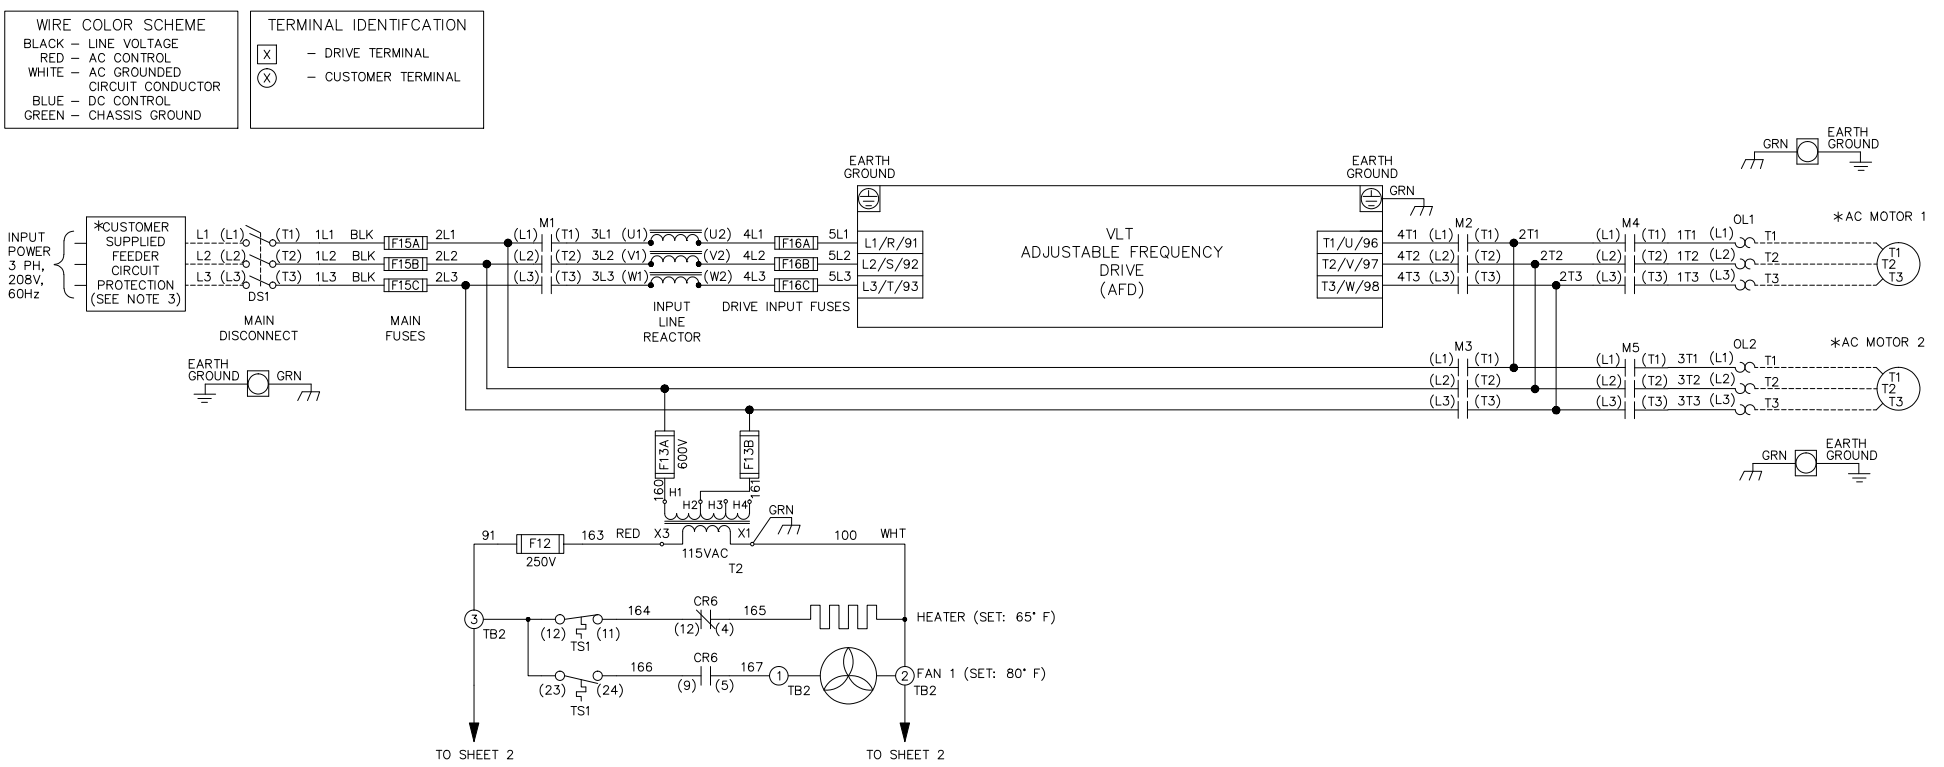 WIRE COLOR SCHEME
BLACK – LINE VOLTAGE
RED – AC CONTROL
WHITE – AC GROUNDED
CIRCUIT CONDUCTOR
BLUE – DC CONTROL
GREEN – CHASSIS GROUND
TERMINAL IDENTIFCATION
X – DRIVE TERMINAL
X – CUSTOMER TERMINAL
INPUT
POWER
3 PH,
208V,
60Hz
*CUSTOMER
SUPPLIED
FEEDER
CIRCUIT
PROTECTION
(SEE NOTE 3)
L1 (L1) (T1) 1L1 BLK F15A 2L1 (L1) M1 (T1) 3L1 (U1) (U2) 4L1 F16A 5L1 L1/R/91
L2 (L2) (T2) 1L2 BLK F15B 2L2 (L2) (T2) 3L2 (V1) (V2) 4L2 F16B 5L2 L2/S/92
L3 (L3) (T3) 1L3 BLK F15C 2L3 (L3) (T3) 3L3 (W1) (W2) 4L3 F16C 5L3 L3/T/93
DS1
MAIN
DISCONNECT
MAIN
FUSES
INPUT
LINE
REACTOR
DRIVE INPUT FUSES
EARTH
GROUND
GRN
EARTH
GROUND
VLT
ADJUSTABLE FREQUENCY
DRIVE
(AFD)
EARTH
GROUND
GRN
T1/U/96 4T1 (L1) M2 (T1) 2T1 (L1) M4 (T1) 1T1 (L1) OL1 T1
T2/V/97 4T2 (L2) (T2) 2T2 (L2) (T2) 1T2 (L2) T2
T3/W/98 4T3 (L3) (T3) 2T3 (L3) (T3) 1T3 (L3) T3
GRN
EARTH
GROUND
*AC MOTOR 1
T1
T2
T3
(L1) M3 (T1) (L1) M5 (T1) 3T1 (L1) OL2 T1
(L2) (T2) (L2) (T2) 3T2 (L2) T2
(L3) (T3) (L3) (T3) 3T3 (L3) T3
*AC MOTOR 2
T1
T2
T3
GRN
EARTH
GROUND
F13A
600V
F13B
160
161
H1
H2 H3 H4
GRN
91 F12 163 RED X3 X1 100 WHT
250V
115VAC
T2
3
TB2
(12) (11)
TS1
164
CR6
(12) (4)
165
HEATER (SET: 65° F)
(23) (24)
TS1
166
CR6
(9) (5)
167
1
TB2
2
TB2
FAN 1 (SET: 80° F)
TO SHEET 2
TO SHEET 2